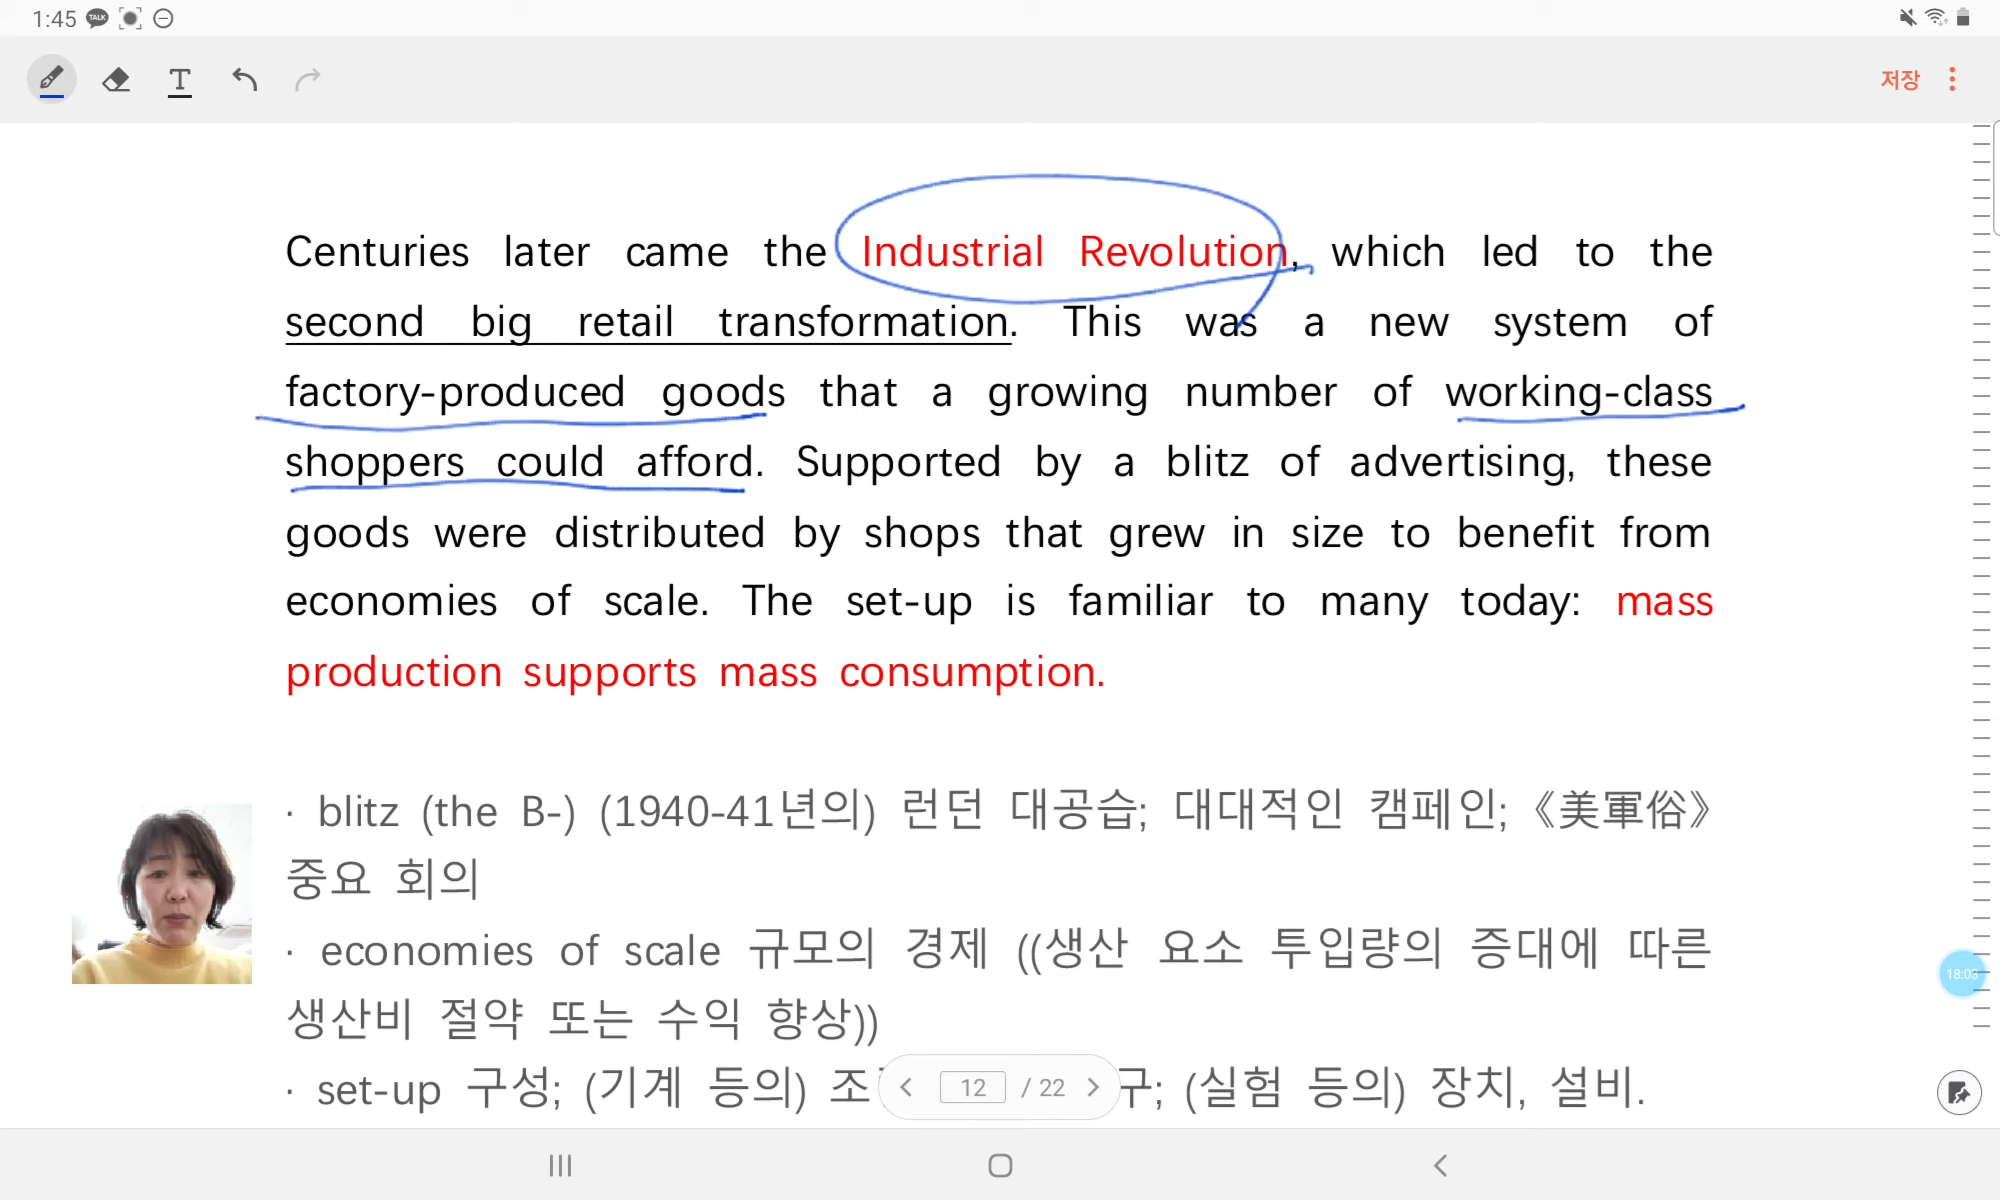 1:45 TALK
저장
Centuries later came the Industrial Revolution, which led to the
second big retail transformation. This was a new system of
factory-produced goods that a growing number of working-class
shoppers could afford. Supported by a blitz of advertising, these
goods were distributed by shops that grew in size to benefit from
economies of scale. The set-up is familiar to many today: mass
production supports mass consumption.
· blitz (the B-) (1940-41년의) 런던 대공습; 대대적인 캠페인;《美軍俗》
중요 회의
· economies of scale 규모의 경제 ((생산 요소 투입량의 증대에 따른
생산비 절약 또는 수익 향상))
18:03
· set-up 구성; (기계 등의) 조 구; (실험 등의) 장치, 설비.
12 / 22